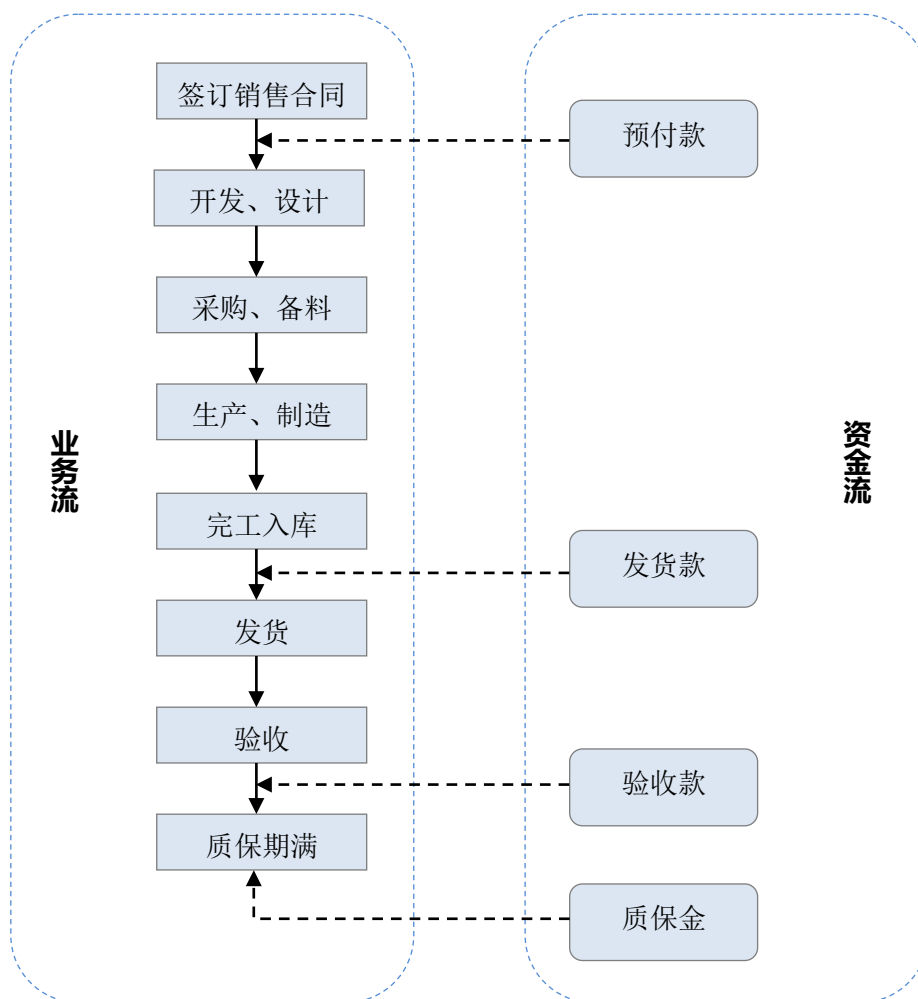 签订销售合同
预付款
开发、设计
采购、备料
生产、制造
业务流
资金流
完工入库
发货款
发货
验收
验收款
质保期满
质保金